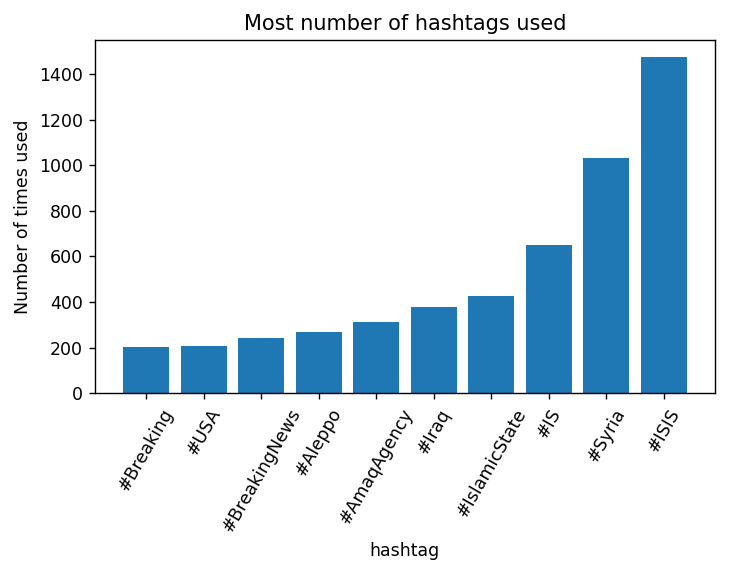 Most number of hashtags used
Number of times used
1400
1200
1000
800
600
400
200
0
#Breaking
#USA
#BreakingNews
#Aleppo
#AmaqAgency
#Iraq
#IslamicState
#IS
#Syria
#ISIS
hashtag